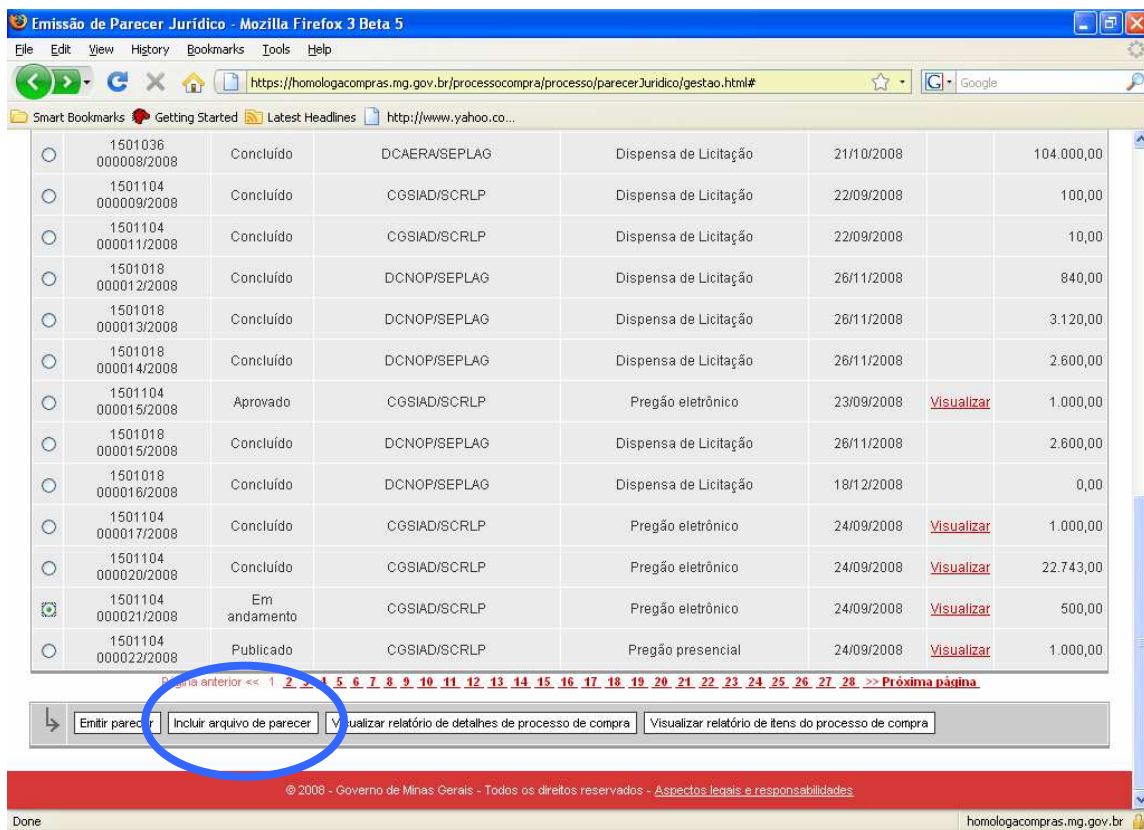 Emissão de Parecer Jurídico - Mozilla Firefox 3 Beta 5
File Edit View History Bookmarks Tools Help
https://homologacompras.mg.gov.br/processocompra/processo/parecerJuridico/gestao.html#
G Google
Smart Bookmarks Getting Started Latest Headlines http://www.yahoo.co...
1501036
000008/2008 Concluído DCAERA/SEPLAG Dispensa de Licitação 21/10/2008 104.000,00
1501104
000009/2008 Concluído CGSIAD/SCRLP Dispensa de Licitação 22/09/2008 100,00
1501104
000011/2008 Concluído CGSIAD/SCRLP Dispensa de Licitação 22/09/2008 10,00
1501018
000012/2008 Concluído DCNOP/SEPLAG Dispensa de Licitação 26/11/2008 840,00
1501018
000013/2008 Concluído DCNOP/SEPLAG Dispensa de Licitação 26/11/2008 3.120,00
1501018
000014/2008 Concluído DCNOP/SEPLAG Dispensa de Licitação 26/11/2008 2.600,00
1501104
000015/2008 Aprovado CGSIAD/SCRLP Pregão eletrônico 23/09/2008 Visualizar 1.000,00
1501018
000015/2008 Concluído DCNOP/SEPLAG Dispensa de Licitação 26/11/2008 2.600,00
1501018
000016/2008 Concluído DCNOP/SEPLAG Dispensa de Licitação 18/12/2008 0,00
1501104
000017/2008 Concluído CGSIAD/SCRLP Pregão eletrônico 24/09/2008 Visualizar 1.000,00
1501104
000020/2008 Concluído CGSIAD/SCRLP Pregão eletrônico 24/09/2008 Visualizar 22.743,00
1501104
000021/2008 Em andamento CGSIAD/SCRLP Pregão eletrônico 24/09/2008 Visualizar 500,00
1501104
000022/2008 Publicado CGSIAD/SCRLP Pregão presencial 24/09/2008 Visualizar 1.000,00
Página anterior << 1 2 3 4 5 6 7 8 9 10 11 12 13 14 15 16 17 18 19 20 21 22 23 24 25 26 27 28 >> Próxima página
Emitir parecer Incluir arquivo de parecer Visualizar relatório de detalhes de processo de compra Visualizar relatório de itens do processo de compra
© 2008 - Governo de Minas Gerais - Todos os direitos reservados - Aspectos legais e responsabilidades
Done homologacompras.mg.gov.br